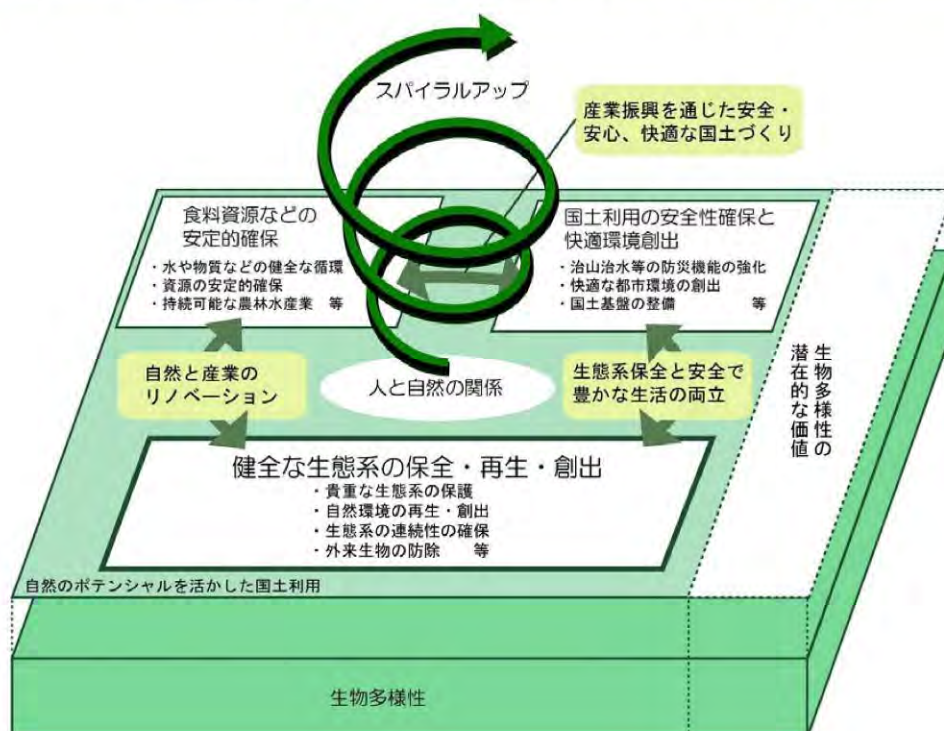 スパイラルアップ
産業振興を通じた安全・
安心、快適な国土づくり
食料資源などの
安定的確保
・水や物質などの健全な循環
・資源の安定的確保
・持続可能な農林水産業　等
国土利用の安全性確保と
快適環境創出
・治山治水等の防災機能の強化
・快適な都市環境の創出
・国土基盤の整備　等
自然と産業の
リノベーション
人と自然の関係
生態系保全と安全で
豊かな生活の両立
生物多様性の
潜在的な価値
健全な生態系の保全・再生・創出
・貴重な生態系の保護
・自然環境の再生・創出
・生態系の連続性の確保
・外来生物の防除　等
自然のポテンシャルを活かした国土利用
生物多様性